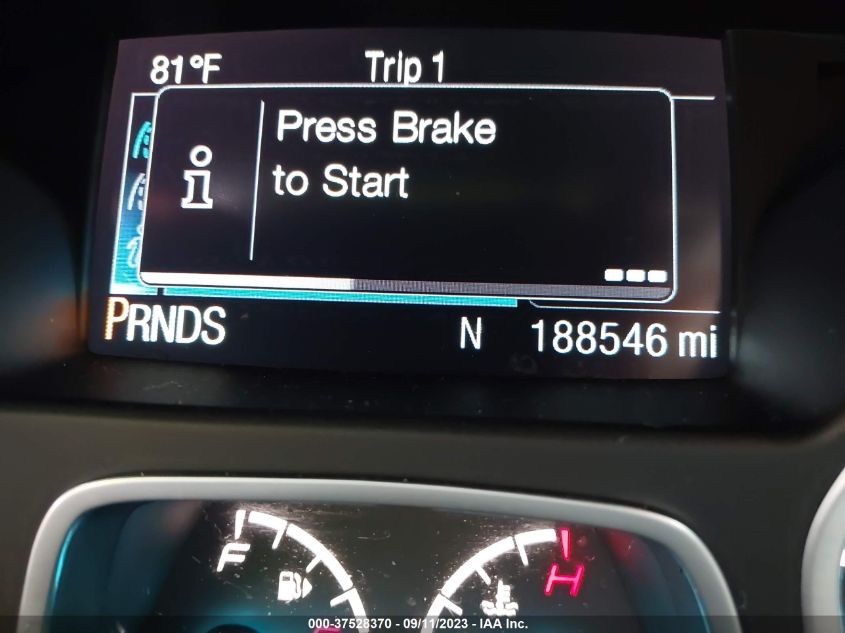 81°F Trip 1
Press Brake
to Start
PRNDS N 188546 mi
F H
000-37528370 - 09/11/2023 - IAA Inc.